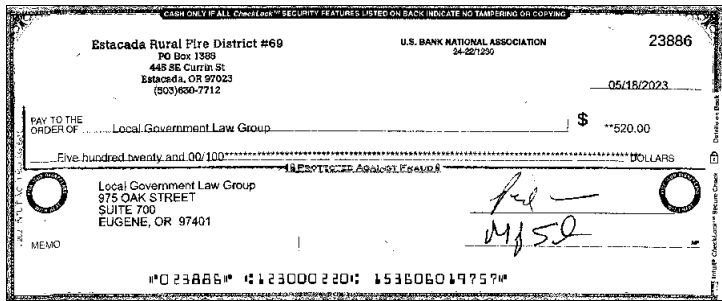 CASH ONLY IF ALL CheckLock™ SECURITY FEATURES LISTED ON BACK INDICATE NO TAMPERING OR COPYING
Estacada Rural Fire District #69
PO Box 1385
445 SE Currin St
Estacada, OR 97023
(503)630-7712
U.S. BANK NATIONAL ASSOCIATION
24-22/1230
23886
05/18/2023
PAY TO THE
ORDER OF Local Government Law Group $ **520.00
Five hundred twenty and 00/100 DOLLARS
PROTECTED AGAINST FRAUD
Local Government Law Group
975 OAK STREET
SUITE 700
EUGENE, OR 97401
MEMO
⑈023886⑈ ⑆123000220⑆ 153606019757⑈